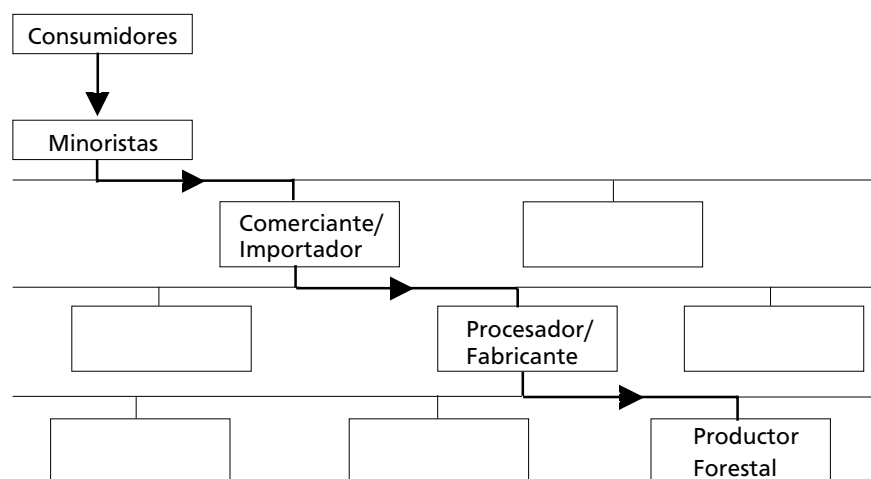 Consumidores
Minoristas
Comerciante/
Importador
Procesador/
Fabricante
Productor
Forestal